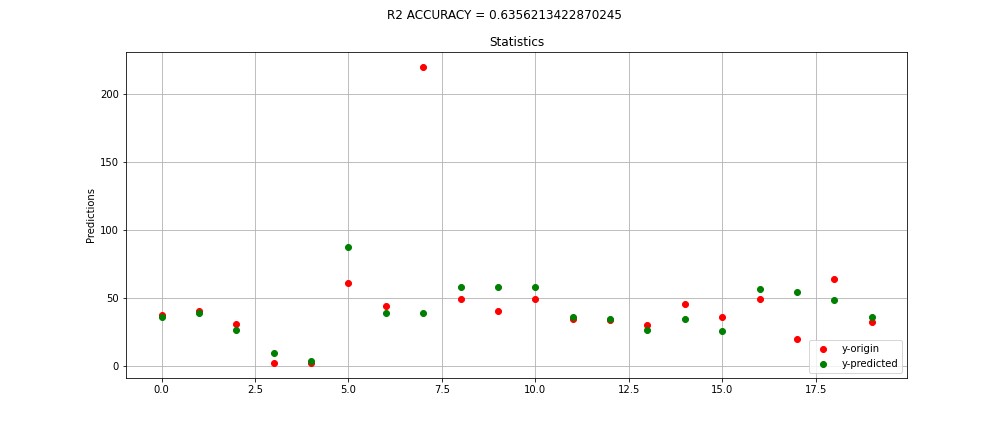 R2 ACCURACY = 0.6356213422870245
Statistics
Predictions
200
150
100
50
0
0.0 2.5 5.0 7.5 10.0 12.5 15.0 17.5
y-origin
y-predicted